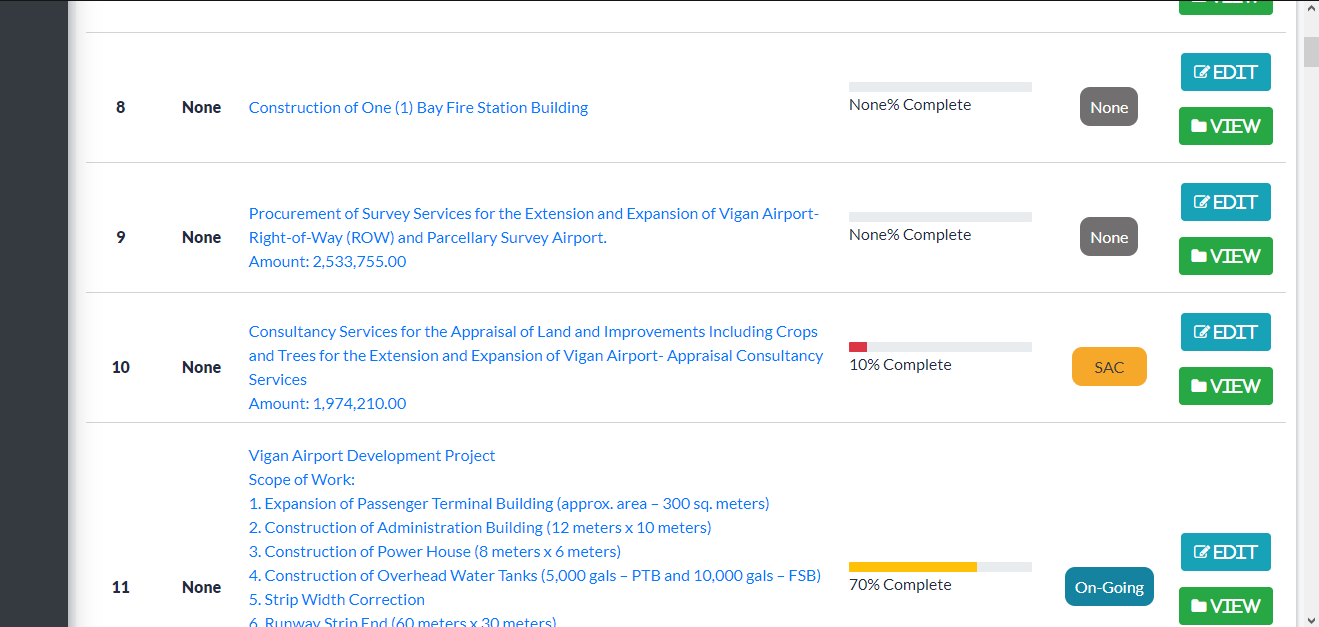 8 None Construction of One (1) Bay Fire Station Building None% Complete None EDIT
VIEW
9 None Procurement of Survey Services for the Extension and Expansion of Vigan Airport-
Right-of-Way (ROW) and Parcellary Survey Airport.
Amount: 2,533,755.00
None% Complete
None
EDIT
VIEW
10 None Consultancy Services for the Appraisal of Land and Improvements Including Crops
and Trees for the Extension and Expansion of Vigan Airport- Appraisal Consultancy
Services
Amount: 1,974,210.00
10% Complete
SAC
EDIT
VIEW
11 None Vigan Airport Development Project
Scope of Work:
1. Expansion of Passenger Terminal Building (approx. area – 300 sq. meters)
2. Construction of Administration Building (12 meters x 10 meters)
3. Construction of Power House (8 meters x 6 meters)
4. Construction of Overhead Water Tanks (5,000 gals – PTB and 10,000 gals – FSB)
5. Strip Width Correction
6. Runway Strip End (60 meters x 30 meters)
70% Complete
On-Going
EDIT
VIEW